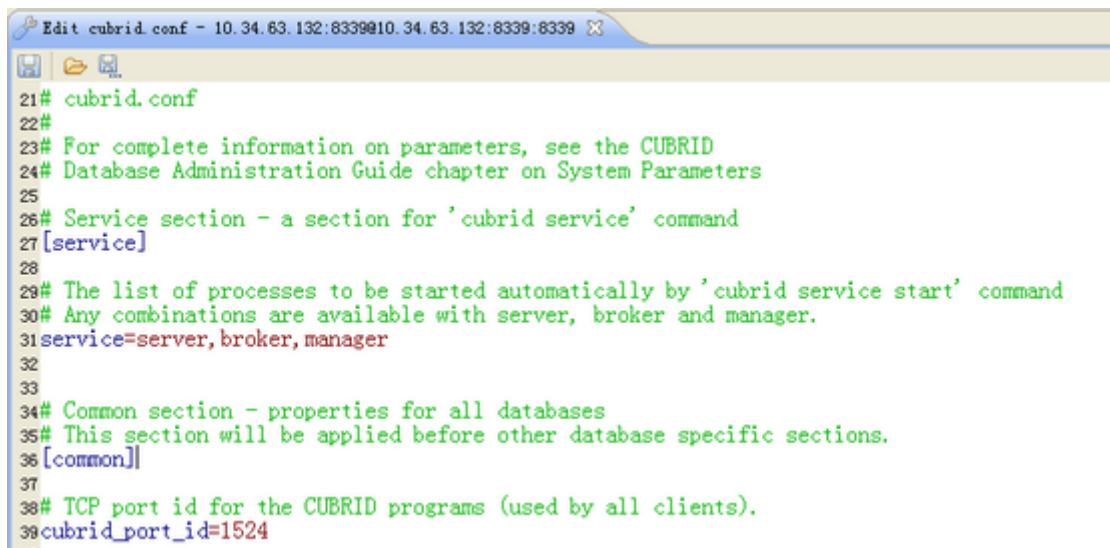 Edit cubrid.conf - 10.34.63.132:8339@10.34.63.132:8339:8339
21# cubrid.conf
22#
23# For complete information on parameters, see the CUBRID
24# Database Administration Guide chapter on System Parameters
25
26# Service section - a section for 'cubrid service' command
27[service]
28
29# The list of processes to be started automatically by 'cubrid service start' command
30# Any combinations are available with server, broker and manager.
31service=server,broker,manager
32
33
34# Common section - properties for all databases
35# This section will be applied before other database specific sections.
36[common]
37
38# TCP port id for the CUBRID programs (used by all clients).
39cubrid_port_id=1524